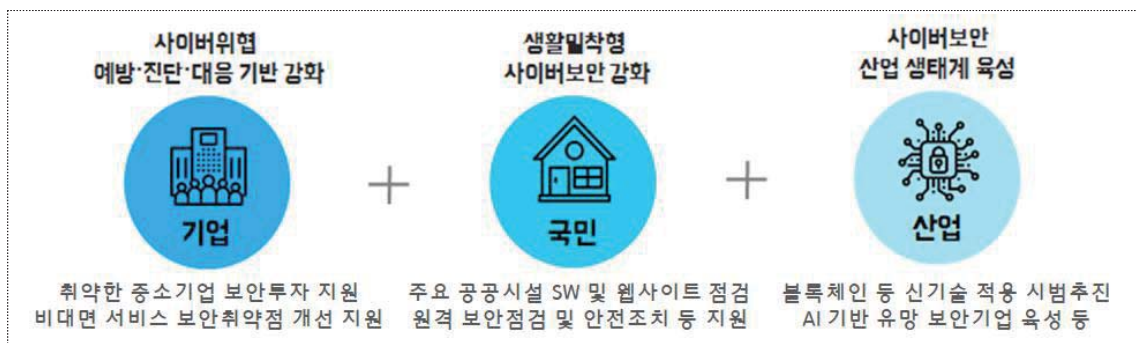 사이버위협
예방·진단·대응 기반 강화
기업
취약한 중소기업 보안투자 지원
비대면 서비스 보안취약점 개선 지원
생활밀착형
사이버보안 강화
국민
주요 공공시설 SW 및 웹사이트 점검
원격 보안점검 및 안전조치 등 지원
사이버보안
산업 생태계 육성
산업
블록체인 등 신기술 적용 시범추진
AI 기반 유망 보안기업 육성 등